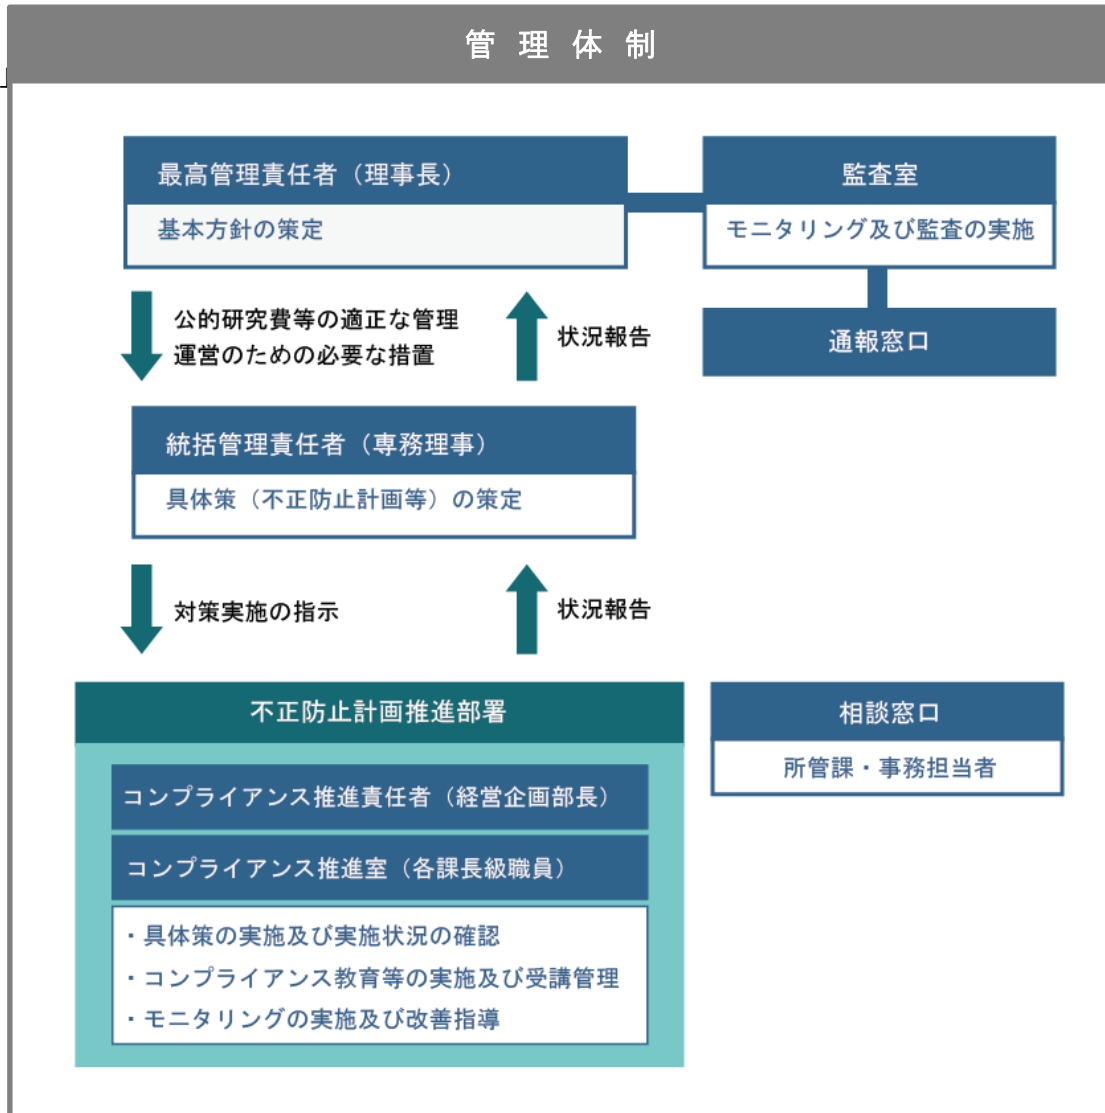 管理体制
最高管理責任者（理事長）
基本方針の策定
監査室
モニタリング及び監査の実施
通報窓口
公的研究費等の適正な管理
運営のための必要な措置
状況報告
統括管理責任者（専務理事）
具体策（不正防止計画等）の策定
対策実施の指示
状況報告
不正防止計画推進部署
コンプライアンス推進責任者（経営企画部長）
コンプライアンス推進室（各課長級職員）
・具体策の実施及び実施状況の確認
・コンプライアンス教育等の実施及び受講管理
・モニタリングの実施及び改善指導
相談窓口
所管課・事務担当者